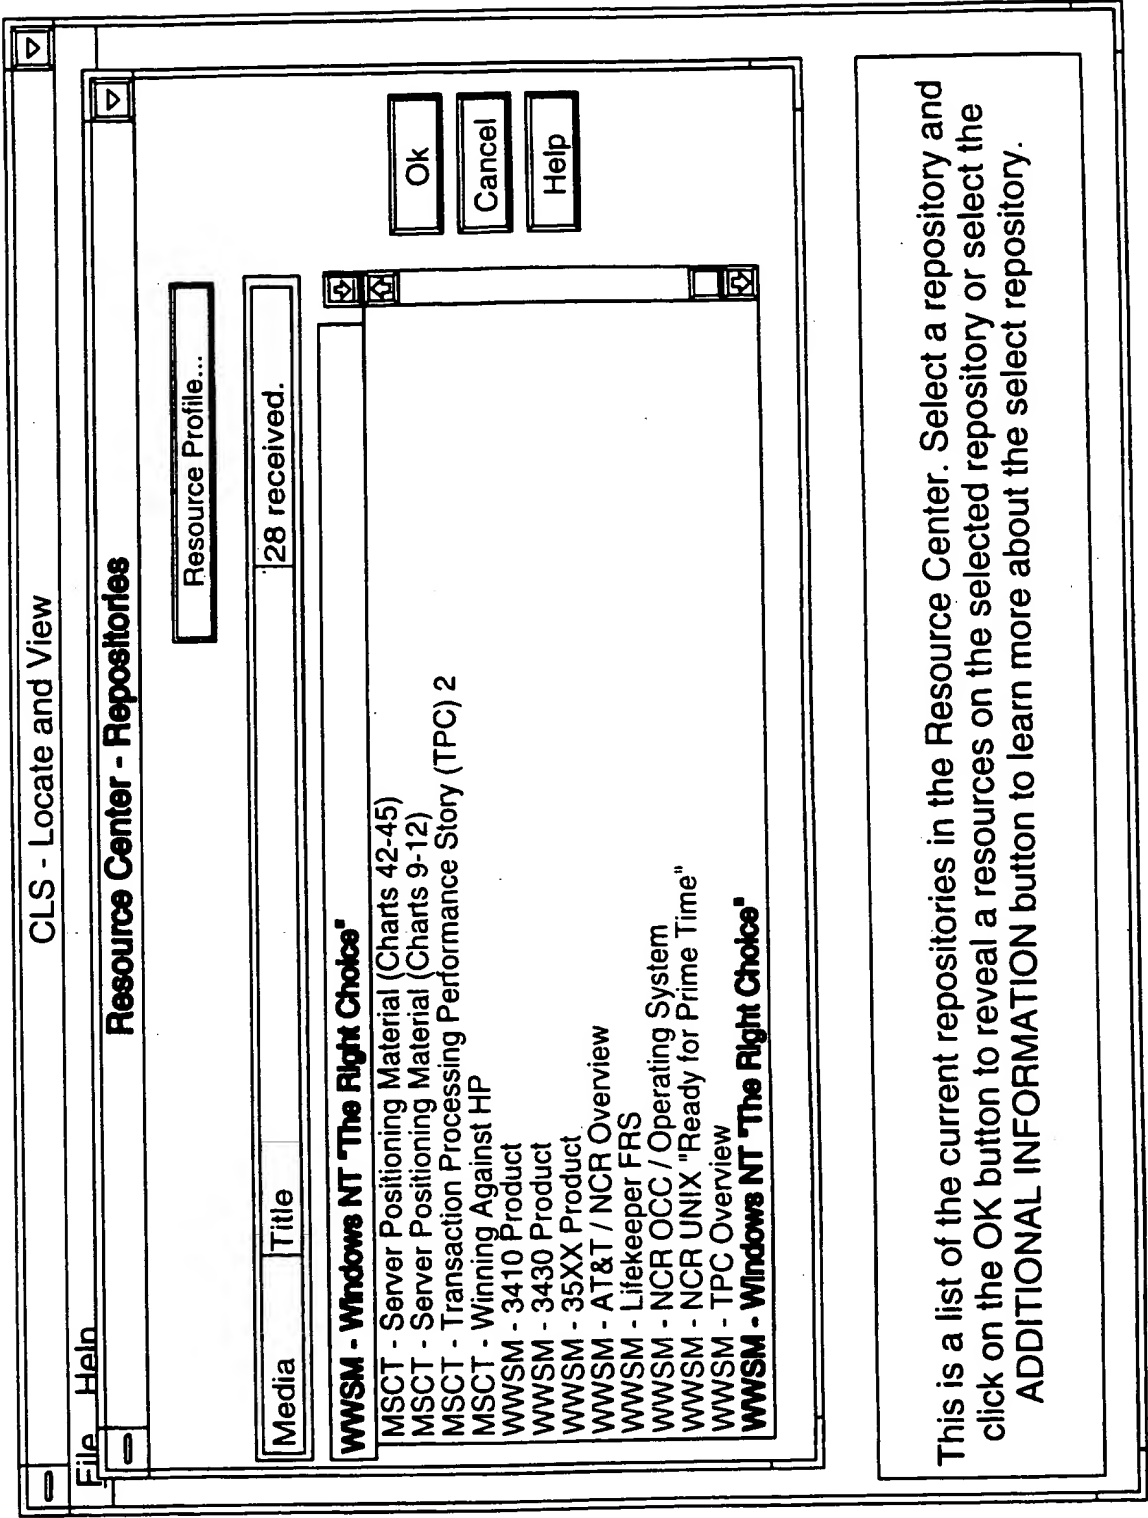 CLS - Locate and View
File Help
Resource Center - Repositories
Resource Profile...
Media Title 28 received.
WWSM - Windows NT "The Right Choice"
MSCT - Server Positioning Material (Charts 42-45)
MSCT - Server Positioning Material (Charts 9-12)
MSCT - Transaction Processing Performance Story (TPC) 2
MSCT - Winning Against HP
WWSM - 3410 Product
WWSM - 3430 Product
WWSM - 35XX Product
WWSM - AT&T / NCR Overview
WWSM - Lifekeeper FRS
WWSM - NCR OCC / Operating System
WWSM - NCR UNIX "Ready for Prime Time"
WWSM - TPC Overview
WWSM - Windows NT "The Right Choice"
Ok
Cancel
Help
This is a list of the current repositories in the Resource Center. Select a repository and
click on the OK button to reveal a resources on the selected repository or select the
ADDITIONAL INFORMATION button to learn more about the select repository.